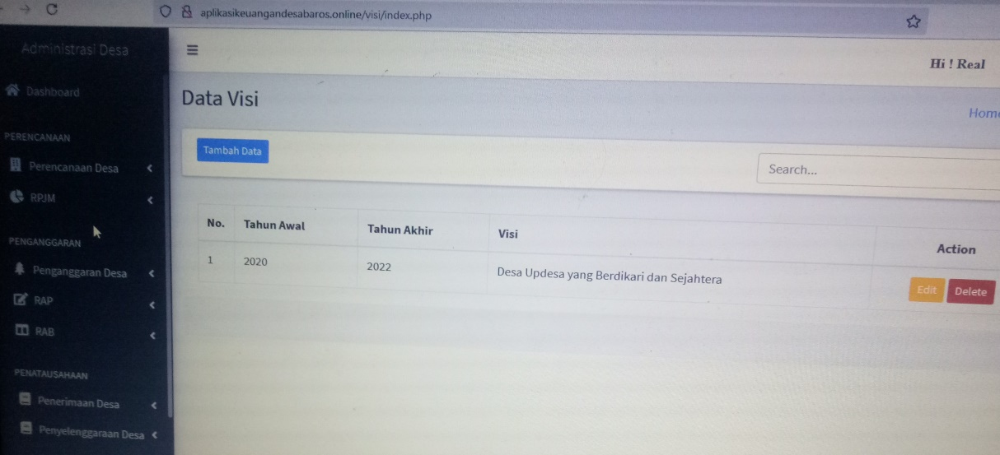 aplikasikeuangandesabaros.online/visi/index.php
Administrasi Desa
Hi ! Real
Dashboard
Data Visi
Home
PERENCANAAN
Tambah Data
Search...
Perencanaan Desa
RPJM
No. Tahun Awal Tahun Akhir Visi Action
PENGANGGARAN
1 2020 2022 Desa Updesa yang Berdikari dan Sejahtera Edit Delete
Penganggaran Desa
RAP
RAB
PENATAUSAHAAN
Penerimaan Desa
Penyelenggaraan Desa